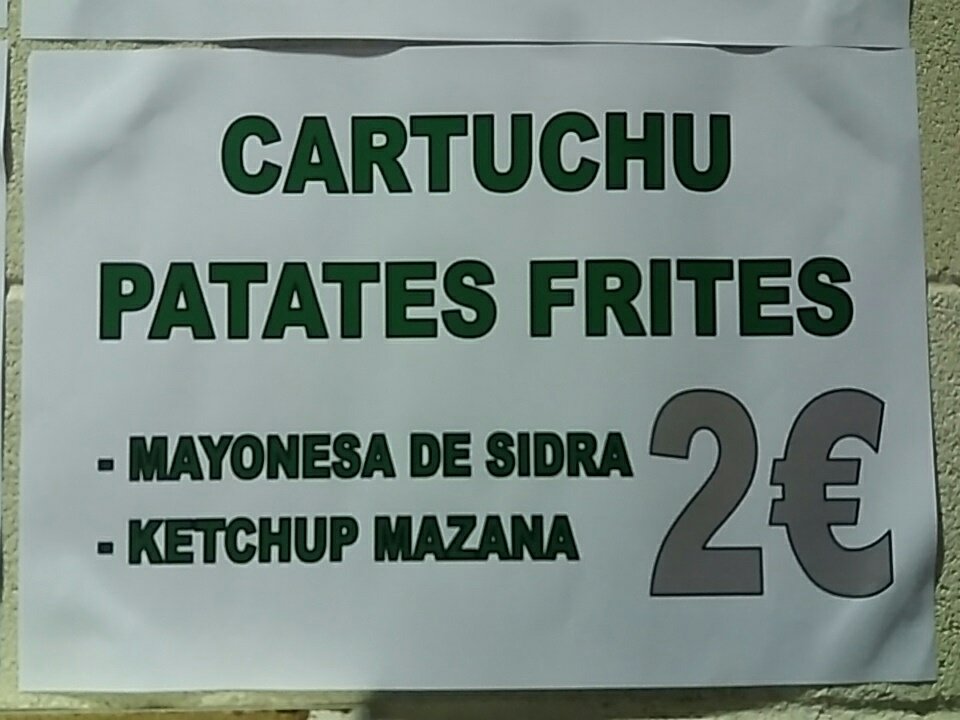 CARTUCHU
PATATES FRITES
- MAYONESA DE SIDRA
- KETCHUP MAZANA
2€